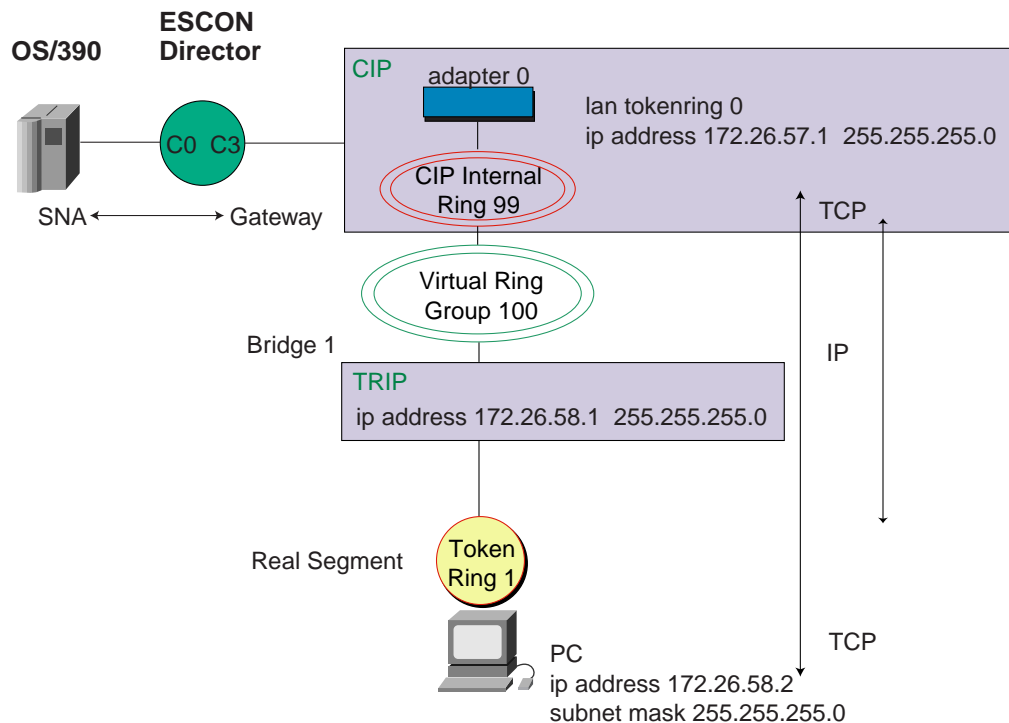 OS/390
ESCON
Director
C0 C3
SNA
Gateway
CIP
adapter 0
lan tokenring 0
ip address 172.26.57.1 255.255.255.0
CIP Internal
Ring 99
TCP
Virtual Ring
Group 100
Bridge 1
IP
TRIP
ip address 172.26.58.1 255.255.255.0
Real Segment
Token
Ring 1
TCP
PC
ip address 172.26.58.2
subnet mask 255.255.255.0